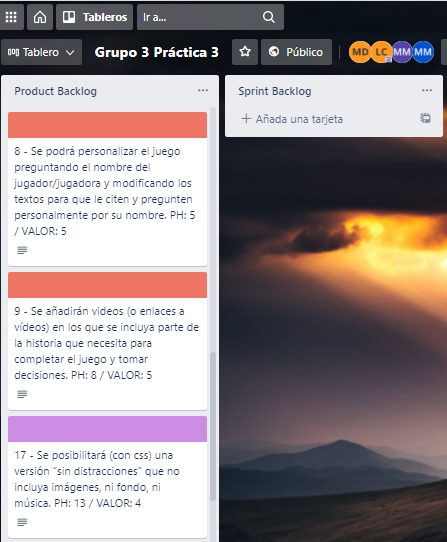 Tableros
Ir a...
Tablero
Grupo 3 Práctica 3
Público
MD
LC
MM
MM
Product Backlog
...
8 - Se podrá personalizar el juego
preguntando el nombre del
jugador/jugadora y modificando los
textos para que le citen y pregunten
personalmente por su nombre. PH: 5
/ VALOR: 5
9 - Se añadirán videos (o enlaces a
vídeos) en los que se incluya parte de
la historia que necesita para
completar el juego y tomar
decisiones. PH: 8 / VALOR: 5
17 - Se posibilitará (con css) una
versión “sin distracciones” que no
incluya imágenes, ni fondo, ni
música. PH: 13 / VALOR: 4
Sprint Backlog
...
+ Añada una tarjeta